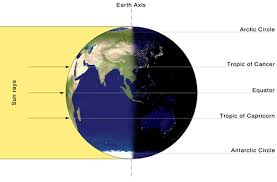 Earth Axis
Arctic Circle
Tropic of Cancer
Sun rays
Equator
Tropic of Capricorn
Antarctic Circle